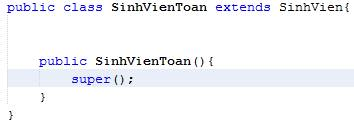 public class SinhVienToan extends SinhVien{
public SinhVienToan(){
super();
}
}